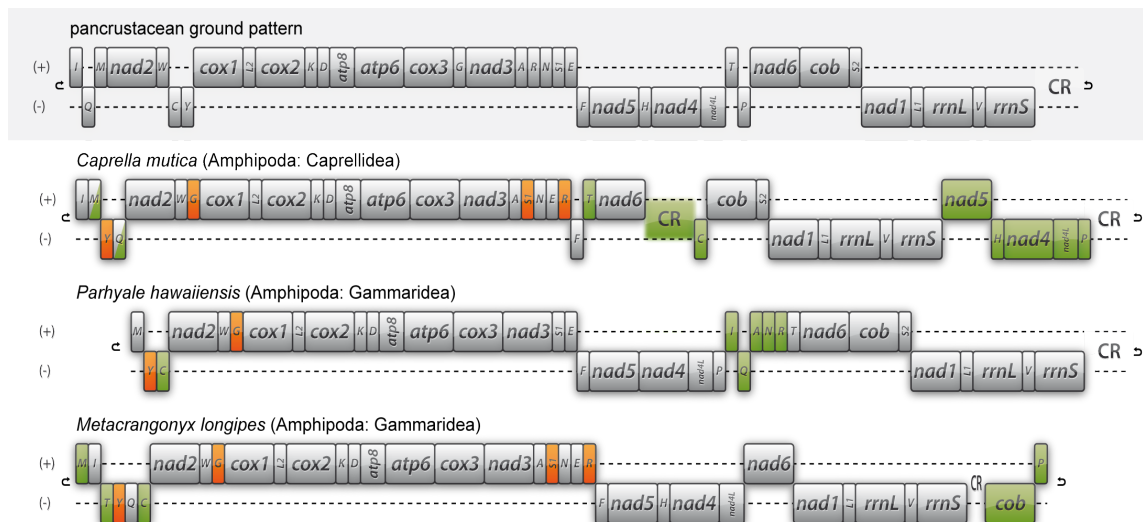 pancrustacean ground pattern
(+) I M nad2 W cox1 L2 cox2 K D atp8 atp6 cox3 G nad3 A R N S1 E T nad6 cob S2
CR
(-) Q C Y F nad5 H nad4 nad4L P nad1 L1 rrnL V rrnS
Caprella mutica (Amphipoda: Caprellidea)
(+) I M nad2 W G cox1 L2 cox2 K D atp8 atp6 cox3 nad3 A S1 N E R T nad6 cob S2 nad5
CR CR
(-) Y Q F C nad1 L1 rrnL V rrnS H nad4 nad4L P
Parhyale hawaiiensis (Amphipoda: Gammaridea)
(+) M nad2 W G cox1 L2 cox2 K D atp8 atp6 cox3 nad3 S1 E I A N R T nad6 cob S2
CR
(-) Y C F nad5 nad4 nad4L P Q nad1 L1 rrnL V rrnS
Metacrangonyx longipes (Amphipoda: Gammaridea)
(+) M I nad2 W G cox1 L2 cox2 K D atp8 atp6 cox3 nad3 A S1 N E R nad6 P
CR
(-) T Y Q C F nad5 H nad4 nad4L nad1 L1 rrnL V rrnS cob